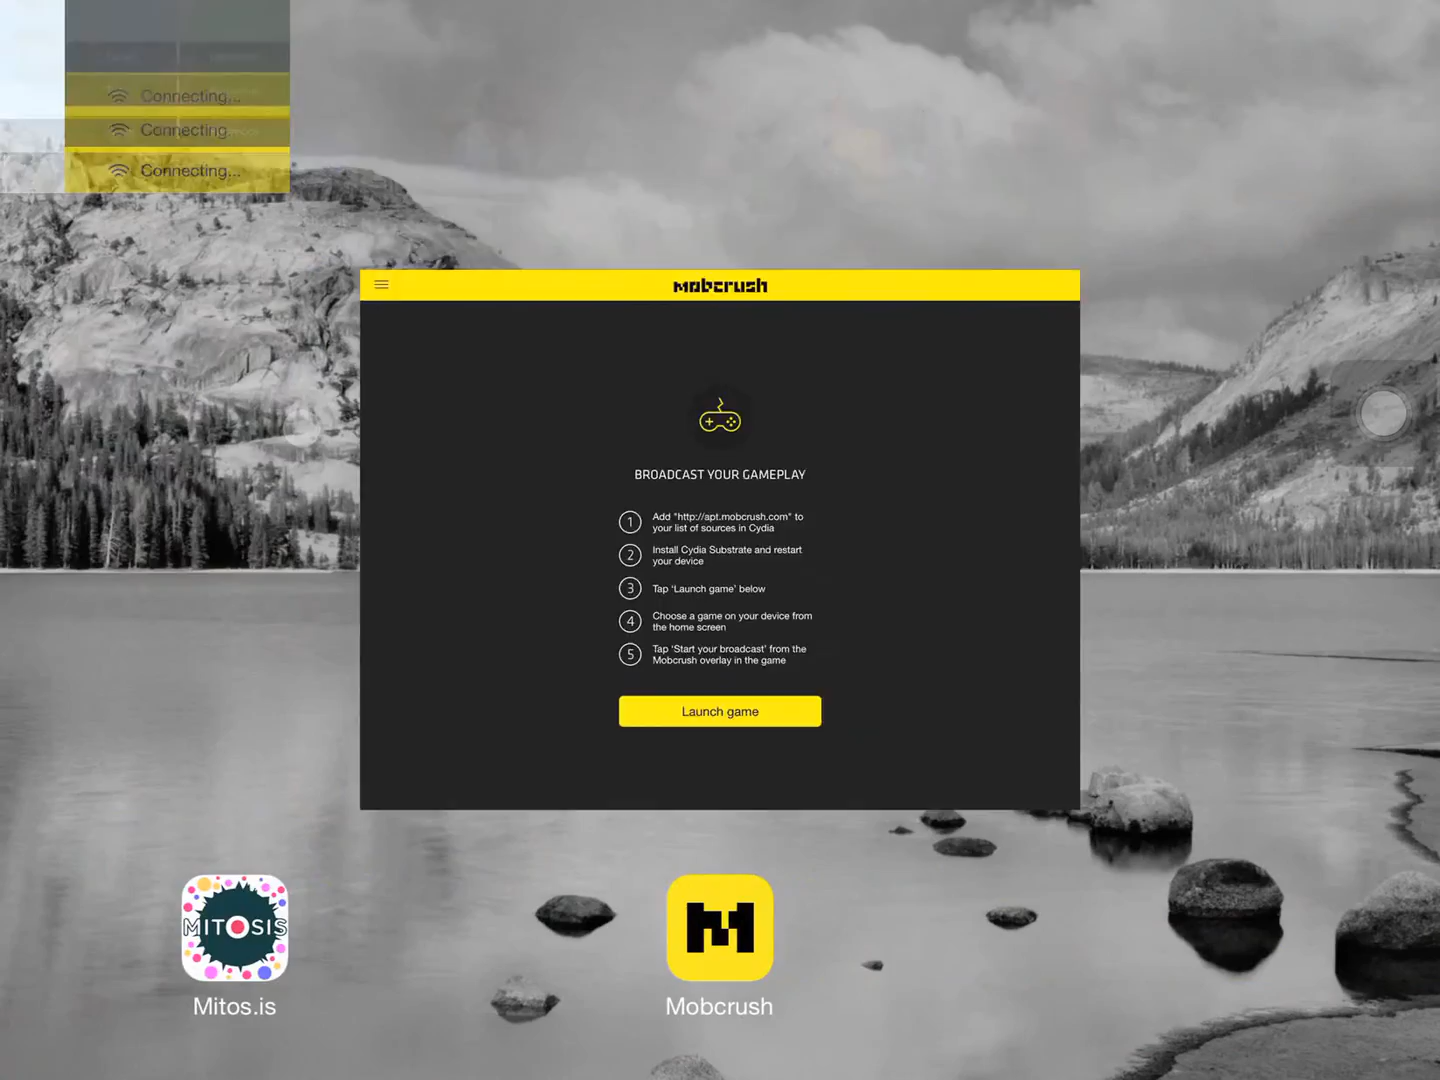 Connecting...
Connecting...
Connecting...
mobcrush
BROADCAST YOUR GAMEPLAY
1 Add "http://apt.mobcrush.com" to
your list of sources in Cydia
2 Install Cydia Substrate and restart
your device
3 Tap ‘Launch game’ below
4 Choose a game on your device from
the home screen
5 Tap ‘Start your broadcast’ from the
Mobcrush overlay in the game
Launch game
MITOSIS
M
Mitos.is
Mobcrush